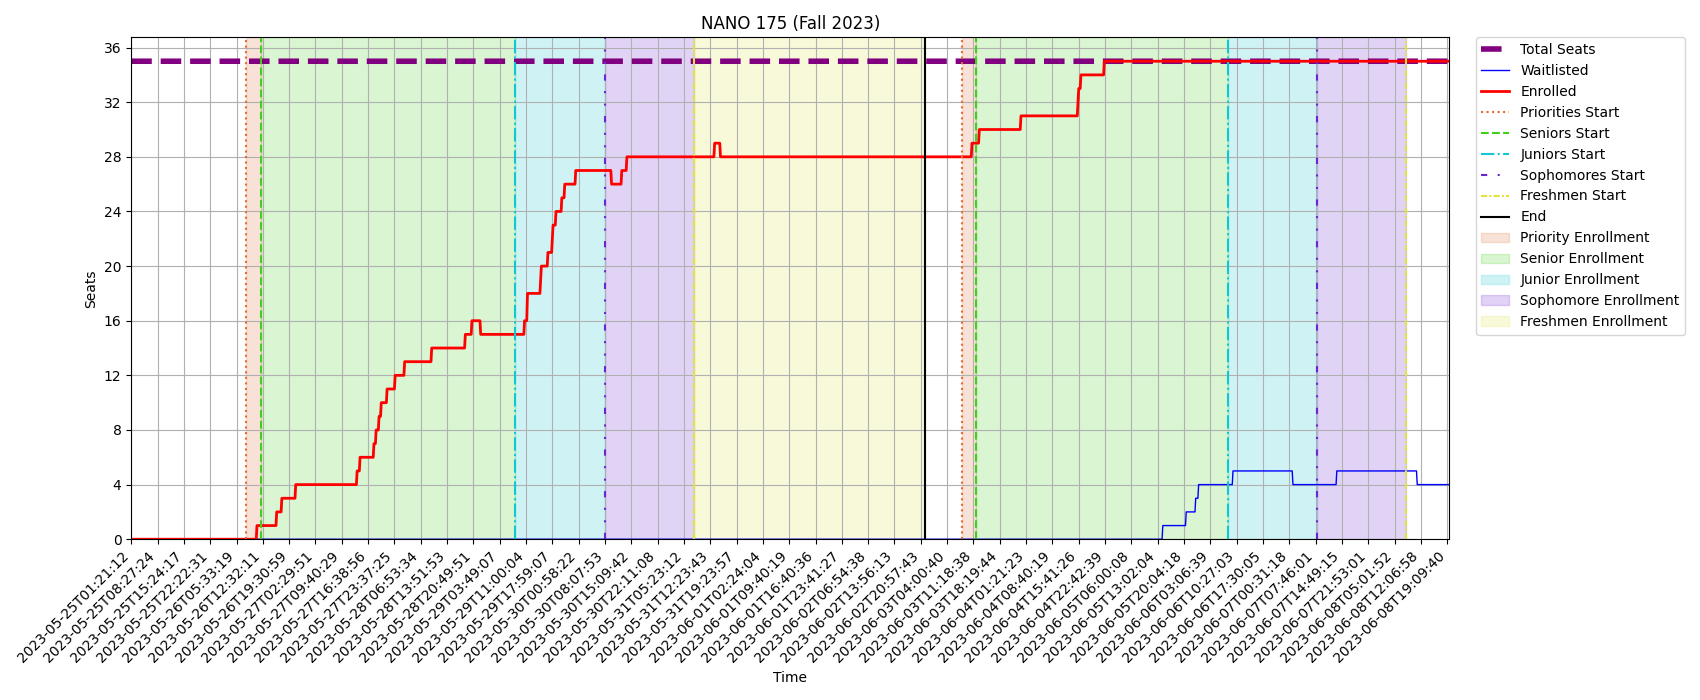 NANO 175 (Fall 2023)
Seats
36
32
28
24
20
16
12
8
4
0
2023-05-25T01:21:12
2023-05-25T08:27:24
2023-05-25T15:24:17
2023-05-25T22:22:31
2023-05-26T05:33:19
2023-05-26T12:32:11
2023-05-26T19:30:59
2023-05-27T02:29:51
2023-05-27T09:40:29
2023-05-27T16:38:56
2023-05-27T23:37:25
2023-05-28T06:53:34
2023-05-28T13:51:53
2023-05-28T20:49:51
2023-05-29T03:49:07
2023-05-29T11:00:04
2023-05-29T17:59:07
2023-05-30T00:58:22
2023-05-30T08:07:53
2023-05-30T15:09:42
2023-05-30T22:11:08
2023-05-31T05:23:12
2023-05-31T12:23:43
2023-05-31T19:23:57
2023-06-01T02:24:04
2023-06-01T09:40:19
2023-06-01T16:40:36
2023-06-01T23:41:27
2023-06-02T06:54:38
2023-06-02T13:56:13
2023-06-02T20:57:43
2023-06-03T04:00:40
2023-06-03T11:18:38
2023-06-03T18:19:44
2023-06-04T01:21:23
2023-06-04T08:40:19
2023-06-04T15:41:26
2023-06-04T22:42:39
2023-06-05T06:00:08
2023-06-05T13:02:04
2023-06-05T20:04:18
2023-06-06T03:06:39
2023-06-06T10:27:03
2023-06-06T17:30:05
2023-06-07T00:31:18
2023-06-07T07:46:01
2023-06-07T14:49:15
2023-06-07T21:53:01
2023-06-08T05:01:52
2023-06-08T12:06:58
2023-06-08T19:09:40
Time
Total Seats
Waitlisted
Enrolled
Priorities Start
Seniors Start
Juniors Start
Sophomores Start
Freshmen Start
End
Priority Enrollment
Senior Enrollment
Junior Enrollment
Sophomore Enrollment
Freshmen Enrollment